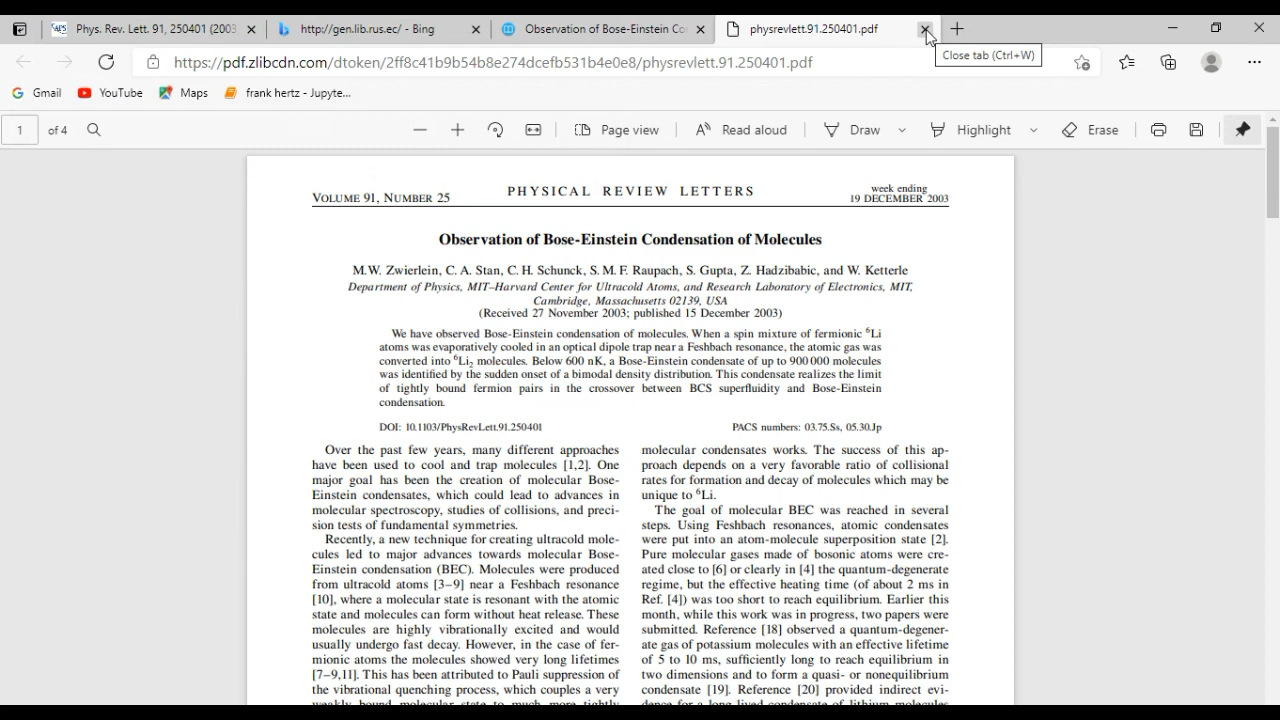 Phys. Rev. Lett. 91, 250401 (2003
http://gen.lib.rus.ec/ - Bing
Observation of Bose-Einstein Co
physrevlett.91.250401.pdf
Close tab (Ctrl+W)
https://pdf.zlibcdn.com/dtoken/2ff8c41b9b54b8e274dcefb531b4e0e8/physrevlett.91.250401.pdf
Gmail
YouTube
Maps
frank hertz - Jupyte...
1 of 4
Page view
Read aloud
Draw
Highlight
Erase
VOLUME 91, NUMBER 25
PHYSICAL REVIEW LETTERS
week ending
19 DECEMBER 2003
Observation of Bose-Einstein Condensation of Molecules
M.W. Zwierlein, C. A. Stan, C. H. Schunck, S. M. F. Raupach, S. Gupta, Z. Hadzibabic, and W. Ketterle
Department of Physics, MIT–Harvard Center for Ultracold Atoms, and Research Laboratory of Electronics, MIT,
Cambridge, Massachusetts 02139, USA
(Received 27 November 2003; published 15 December 2003)
We have observed Bose-Einstein condensation of molecules. When a spin mixture of fermionic ⁶Li
atoms was evaporatively cooled in an optical dipole trap near a Feshbach resonance, the atomic gas was
converted into ⁶Li₂ molecules. Below 600 nK, a Bose-Einstein condensate of up to 900 000 molecules
was identified by the sudden onset of a bimodal density distribution. This condensate realizes the limit
of tightly bound fermion pairs in the crossover between BCS superfluidity and Bose-Einstein
condensation.
DOI: 10.1103/PhysRevLett.91.250401
PACS numbers: 03.75.Ss, 05.30.Jp
Over the past few years, many different approaches
have been used to cool and trap molecules [1,2]. One
major goal has been the creation of molecular Bose-
Einstein condensates, which could lead to advances in
molecular spectroscopy, studies of collisions, and preci-
sion tests of fundamental symmetries.
Recently, a new technique for creating ultracold mole-
cules led to major advances towards molecular Bose-
Einstein condensation (BEC). Molecules were produced
from ultracold atoms [3–9] near a Feshbach resonance
[10], where a molecular state is resonant with the atomic
state and molecules can form without heat release. These
molecules are highly vibrationally excited and would
usually undergo fast decay. However, in the case of fer-
mionic atoms the molecules showed very long lifetimes
[7–9,11]. This has been attributed to Pauli suppression of
the vibrational quenching process, which couples a very
weakly bound molecular state to much more tightly
molecular condensates works. The success of this ap-
proach depends on a very favorable ratio of collisional
rates for formation and decay of molecules which may be
unique to ⁶Li.
The goal of molecular BEC was reached in several
steps. Using Feshbach resonances, atomic condensates
were put into an atom-molecule superposition state [2].
Pure molecular gases made of bosonic atoms were cre-
ated close to [6] or clearly in [4] the quantum-degenerate
regime, but the effective heating time (of about 2 ms in
Ref. [4]) was too short to reach equilibrium. Earlier this
month, while this work was in progress, two papers were
submitted. Reference [18] observed a quantum-degener-
ate gas of potassium molecules with an effective lifetime
of 5 to 10 ms, sufficiently long to reach equilibrium in
two dimensions and to form a quasi- or nonequilibrium
condensate [19]. Reference [20] provided indirect evi-
dence for a long-lived condensate of lithium molecules